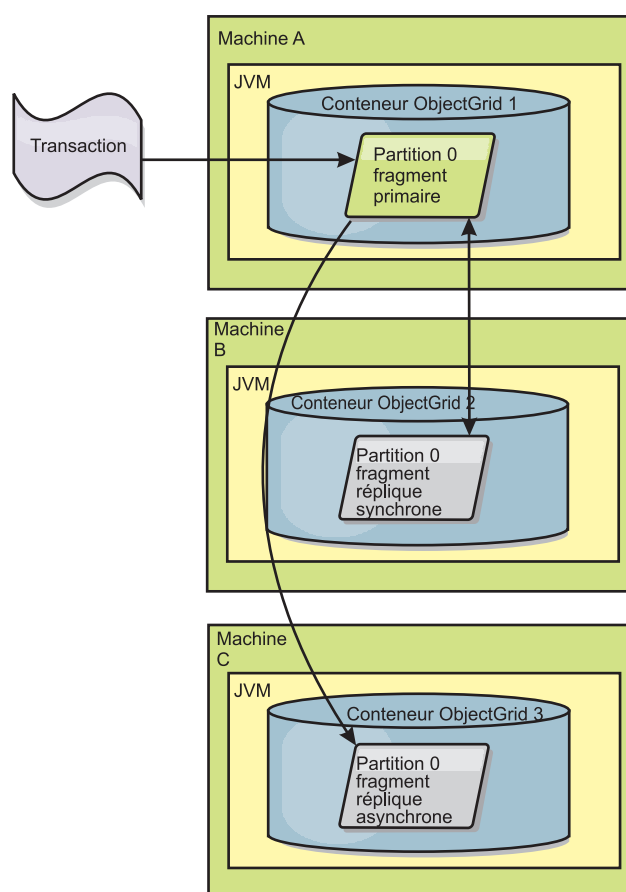 Machine A
JVM
Conteneur ObjectGrid 1
Transaction
Partition 0
fragment
primaire
Machine
B
JVM
Conteneur ObjectGrid 2
Partition 0
fragment
réplique
synchrone
Machine
C
JVM
Conteneur ObjectGrid 3
Partition 0
fragment
réplique
asynchrone